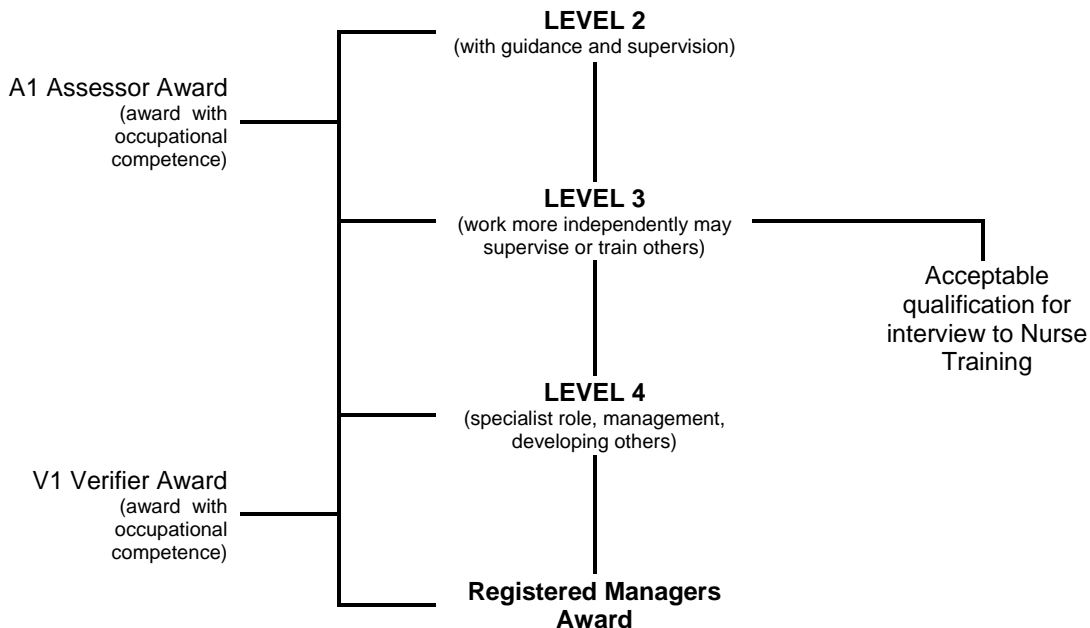 LEVEL 2
(with guidance and supervision)
A1 Assessor Award
(award with
occupational
competence)
LEVEL 3
(work more independently may
supervise or train others)
Acceptable
qualification for
interview to Nurse
Training
LEVEL 4
(specialist role, management,
developing others)
V1 Verifier Award
(award with
occupational
competence)
Registered Managers
Award